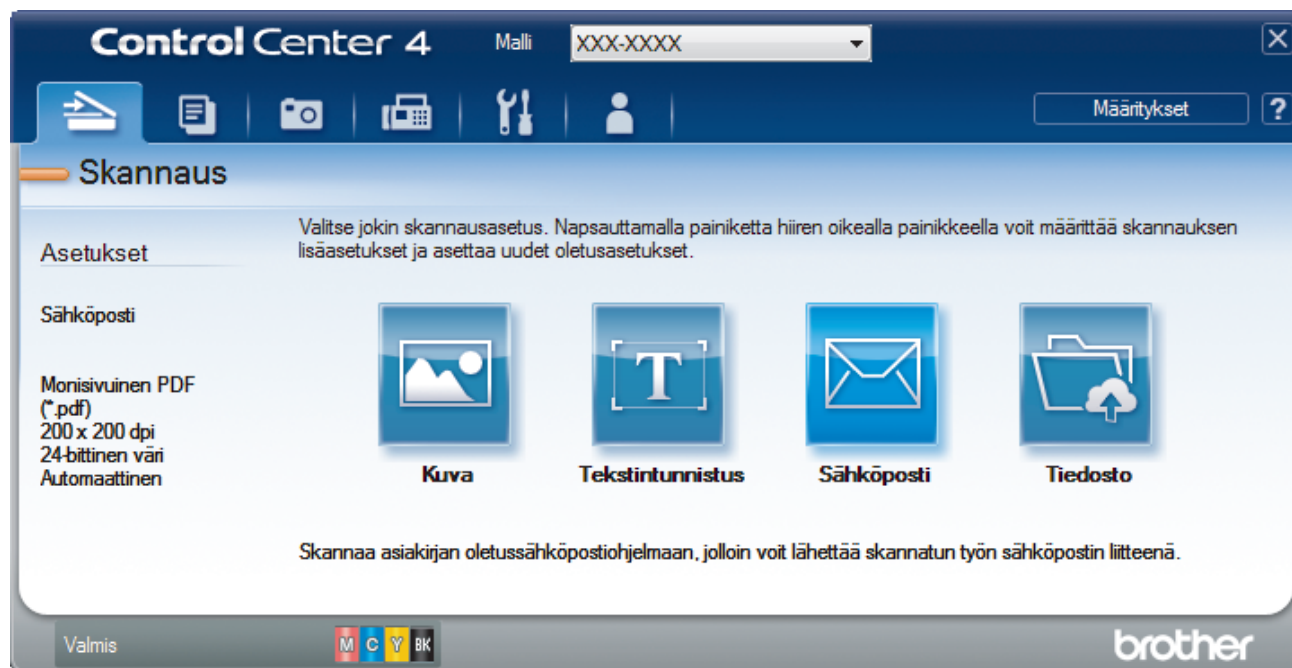 Control Center 4
Malli
XXX-XXXX
Määritykset
?
Skannaus
Asetukset
Sähköposti
Monisivuinen PDF
(*.pdf)
200 x 200 dpi
24-bittinen väri
Automaattinen
Valitse jokin skannausasetus. Napsauttamalla painiketta hiiren oikealla painikkeella voit määrittää skannauksen
lisäasetukset ja asettaa uudet oletusasetukset.
T
Kuva
Tekstintunnistus
Sähköposti
Tiedosto
Skannaa asiakirjan oletussähköpostiohjelmaan, jolloin voit lähettää skannatun työn sähköpostin liitteenä.
Valmis
M C Y BK
brother